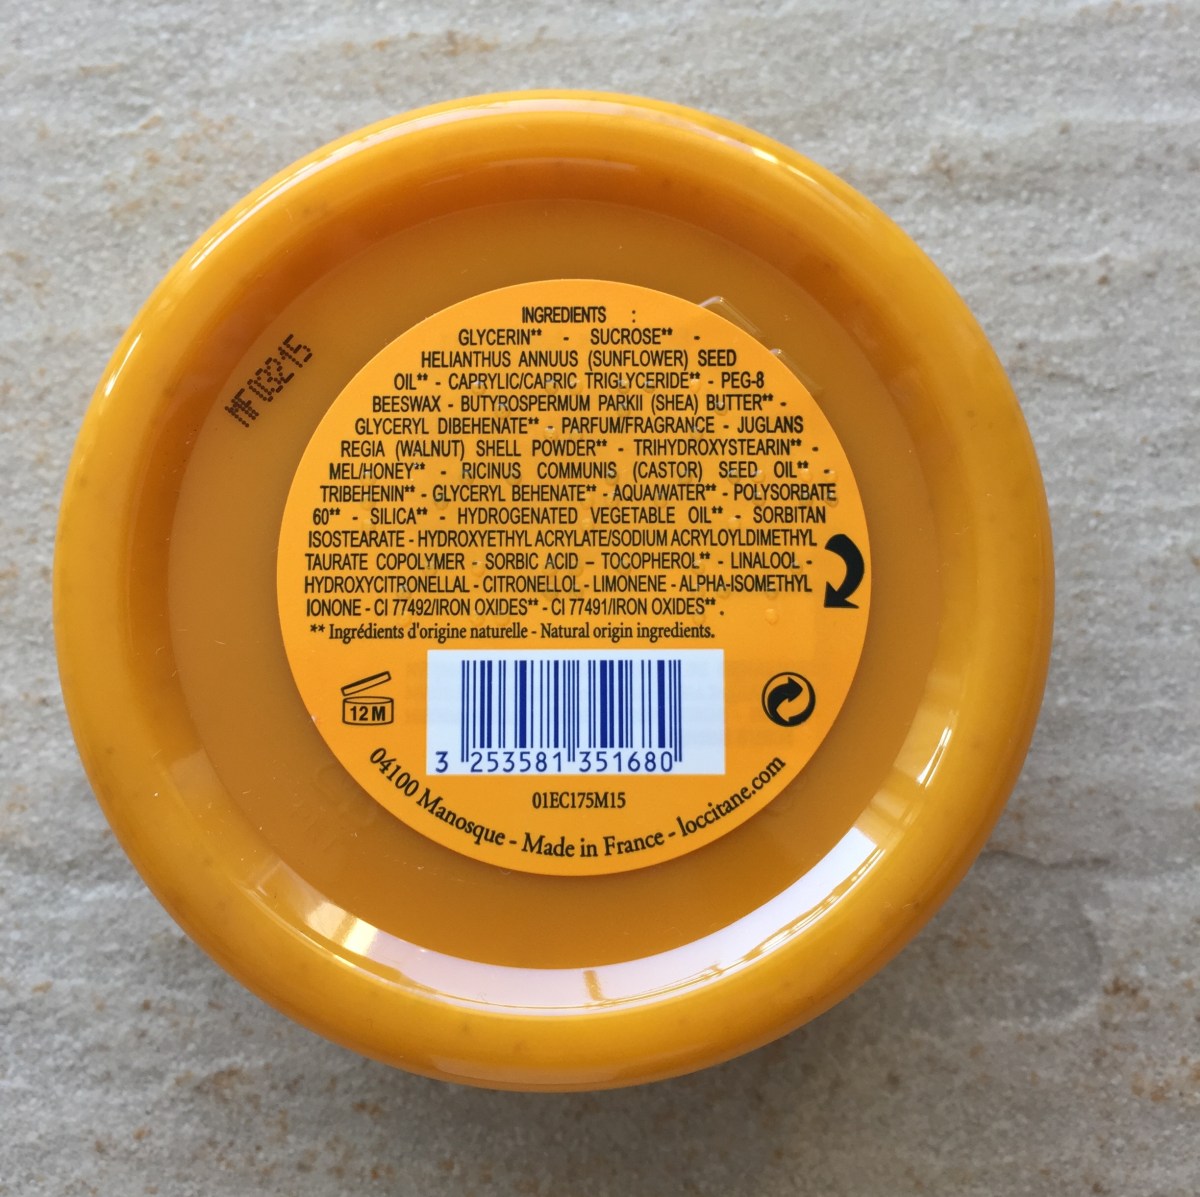 MF03215
INGREDIENTS :
GLYCERIN** - SUCROSE** -
HELIANTHUS ANNUUS (SUNFLOWER) SEED
OIL** - CAPRYLIC/CAPRIC TRIGLYCERIDE** - PEG-8
BEESWAX - BUTYROSPERMUM PARKII (SHEA) BUTTER** -
GLYCERYL DIBEHENATE** - PARFUM/FRAGRANCE - JUGLANS
REGIA (WALNUT) SHELL POWDER** - TRIHYDROXYSTEARIN** -
MEL/HONEY** - RICINUS COMMUNIS (CASTOR) SEED OIL** -
TRIBEHENIN** - GLYCERYL BEHENATE** - AQUA/WATER** - POLYSORBATE
60** - SILICA** - HYDROGENATED VEGETABLE OIL** - SORBITAN
ISOSTEARATE - HYDROXYETHYL ACRYLATE/SODIUM ACRYLOYLDIMETHYL
TAURATE COPOLYMER - SORBIC ACID – TOCOPHEROL** - LINALOOL -
HYDROXYCITRONELLAL - CITRONELLOL - LIMONENE - ALPHA-ISOMETHYL
IONONE - CI 77492/IRON OXIDES** - CI 77491/IRON OXIDES** .
** Ingrédients d'origine naturelle - Natural origin ingredients.
12 M
3 253581 351680
01EC175M15
04100 Manosque - Made in France - loccitane.com